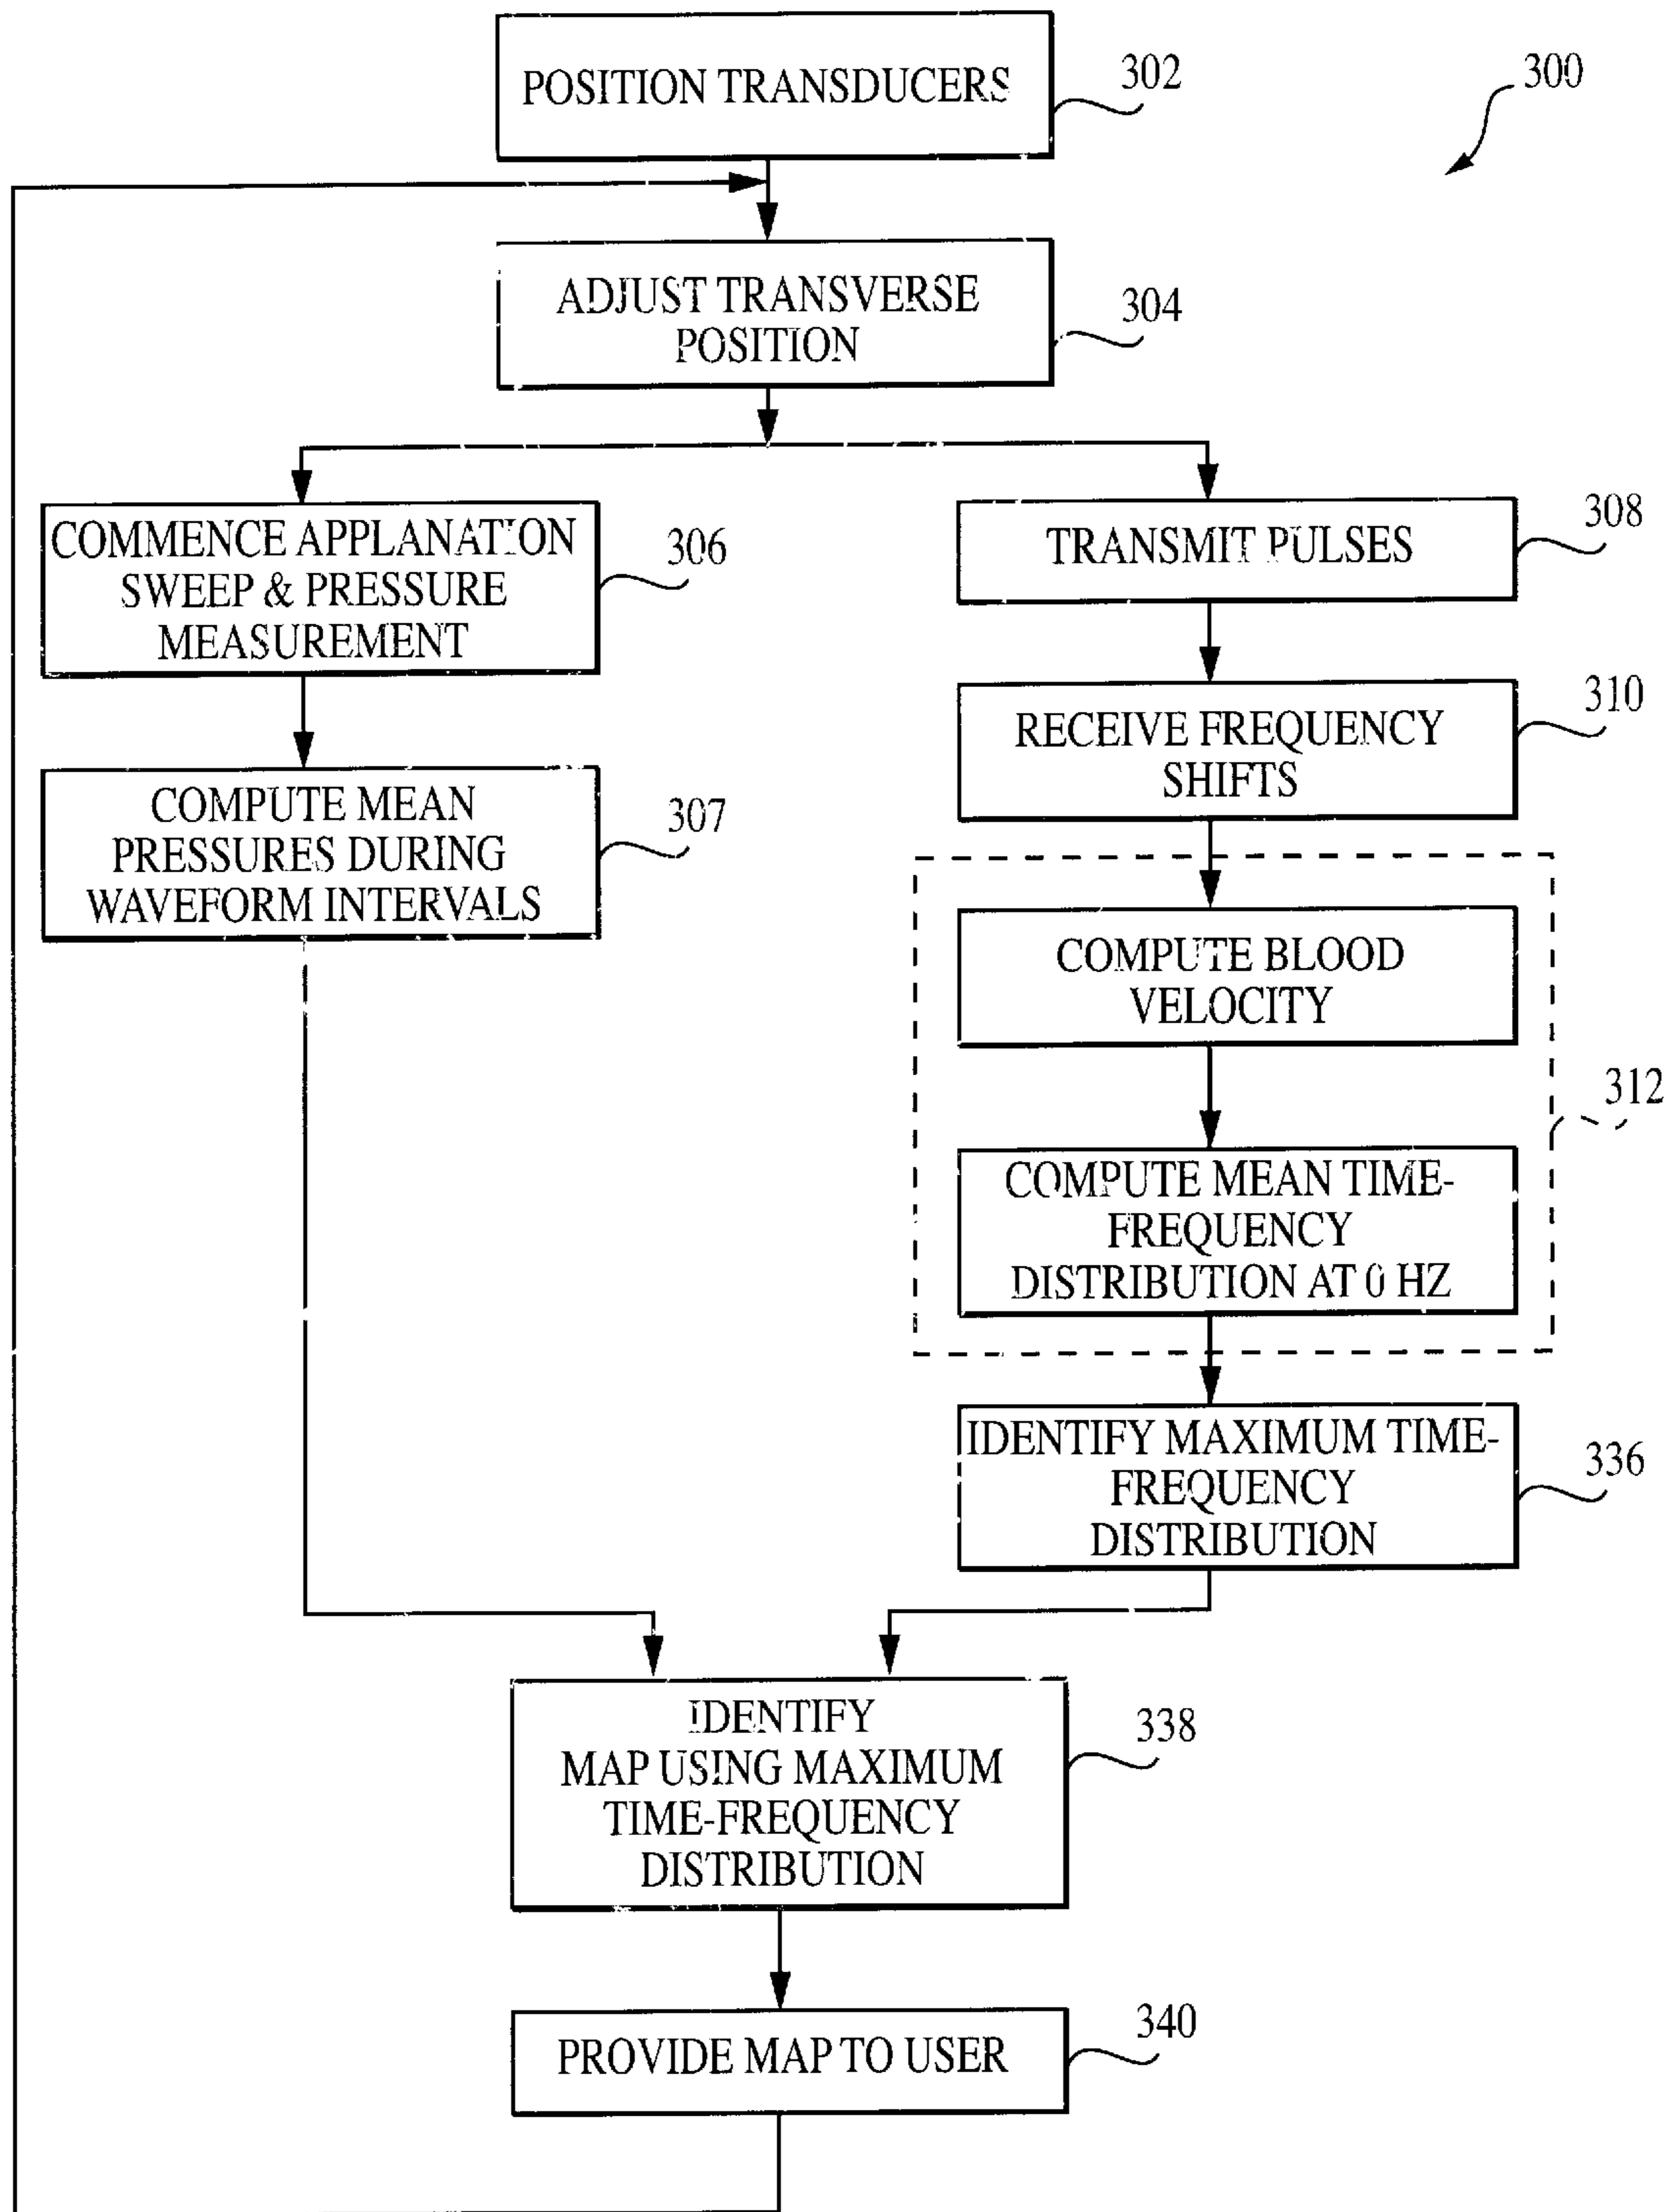 POSITION TRANSDUCERS
302
300
ADJUST TRANSVERSE
POSITION
304
COMMENCE APPLANATION
SWEEP & PRESSURE
MEASUREMENT
306
TRANSMIT PULSES
308
RECEIVE FREQUENCY
SHIFTS
310
COMPUTE MEAN
PRESSURES DURING
WAVEFORM INTERVALS
307
COMPUTE BLOOD
VELOCITY
312
COMPUTE MEAN TIME-
FREQUENCY
DISTRIBUTION AT 0 HZ
IDENTIFY MAXIMUM TIME-
FREQUENCY
DISTRIBUTION
336
IDENTIFY
MAP USING MAXIMUM
TIME-FREQUENCY
DISTRIBUTION
338
PROVIDE MAP TO USER
340